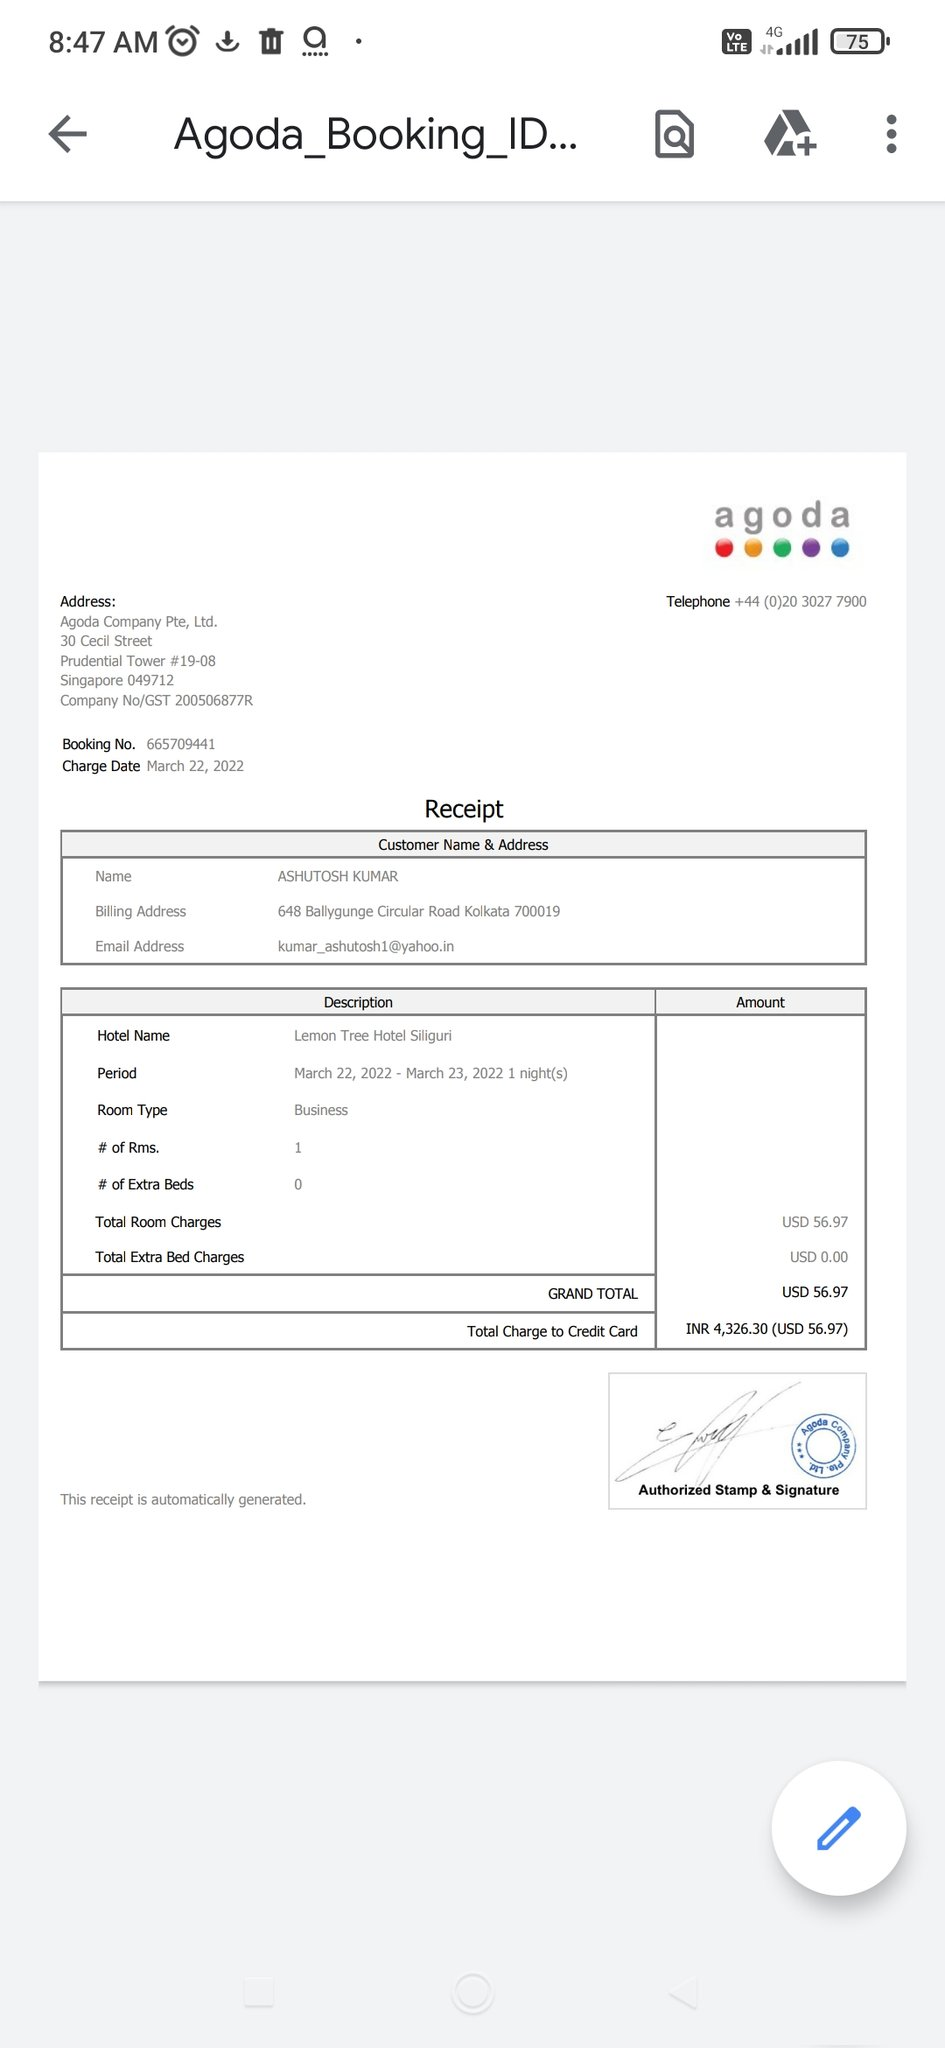 8:47 AM
Vo LTE 4G 75
Agoda_Booking_ID...
agoda
Address:
Agoda Company Pte, Ltd.
30 Cecil Street
Prudential Tower #19-08
Singapore 049712
Company No/GST 200506877R
Telephone +44 (0)20 3027 7900
Booking No. 665709441
Charge Date March 22, 2022
Receipt
Customer Name & Address
Name ASHUTOSH KUMAR
Billing Address 648 Ballygunge Circular Road Kolkata 700019
Email Address kumar_ashutosh1@yahoo.in
Description Amount
Hotel Name Lemon Tree Hotel Siliguri
Period March 22, 2022 - March 23, 2022 1 night(s)
Room Type Business
# of Rms. 1
# of Extra Beds 0
Total Room Charges USD 56.97
Total Extra Bed Charges USD 0.00
GRAND TOTAL USD 56.97
Total Charge to Credit Card INR 4,326.30 (USD 56.97)
Agoda Company Pte. Ltd.
Authorized Stamp & Signature
This receipt is automatically generated.